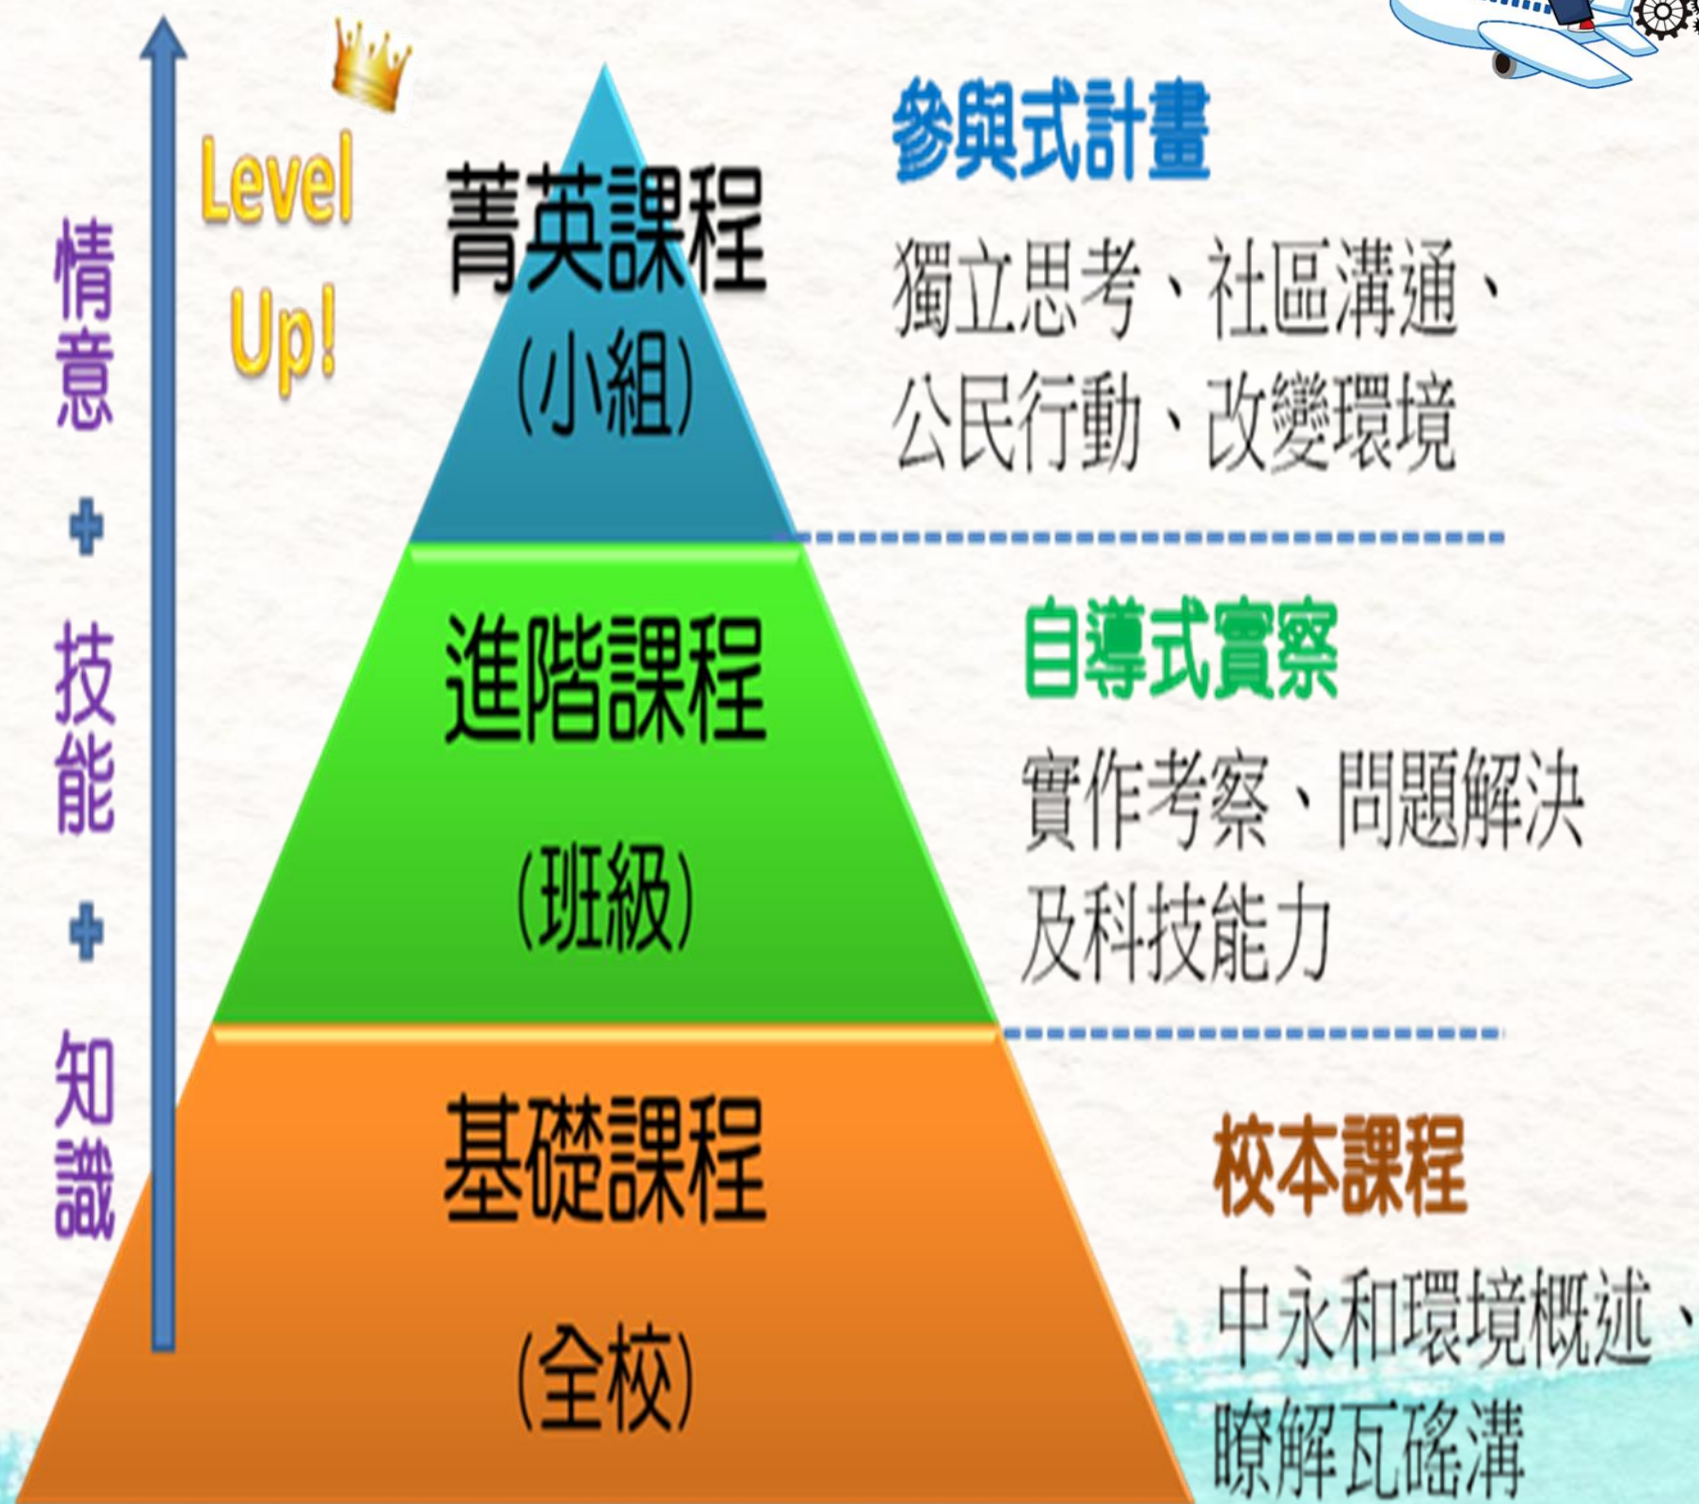 Level
Up!
情意
+
技能
+
知識
菁英課程
(小組)
參與式計畫
獨立思考、社區溝通、
公民行動、改變環境
進階課程
(班級)
自導式實察
實作考察、問題解決
及科技能力
基礎課程
(全校)
校本課程
中永和環境概述、
瞭解瓦磘溝